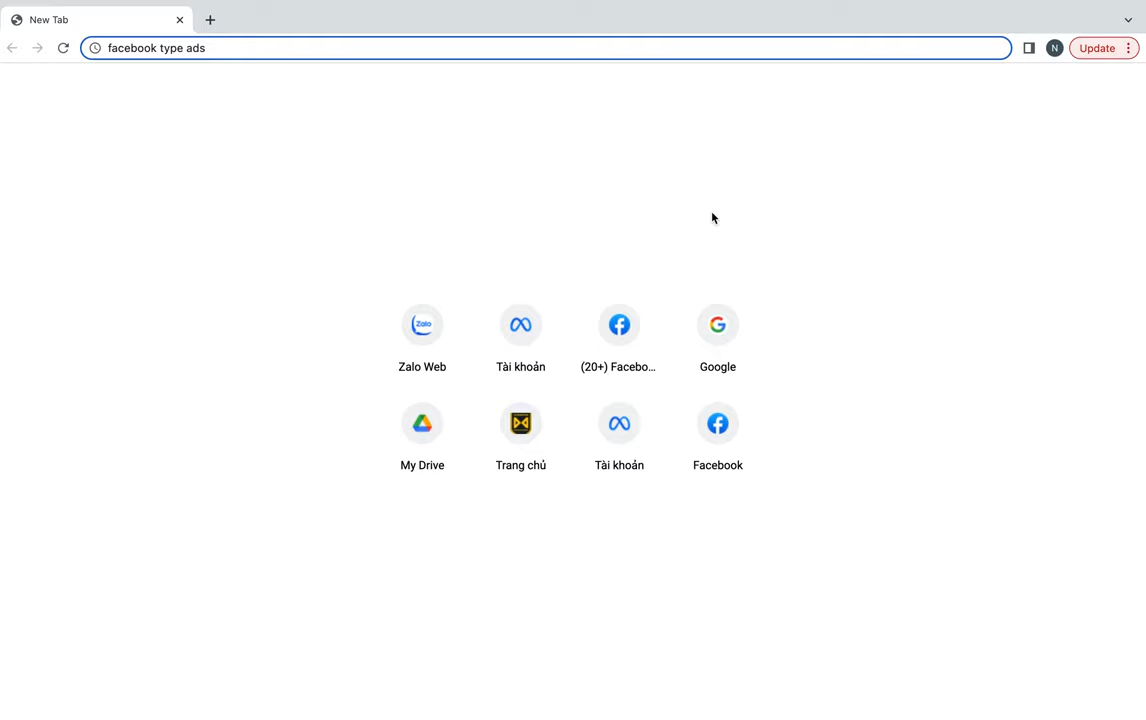 New Tab
facebook type ads
N
Update
Zalo
Zalo Web
Tài khoản
(20+) Facebo...
Google
My Drive
Trang chủ
Tài khoản
Facebook